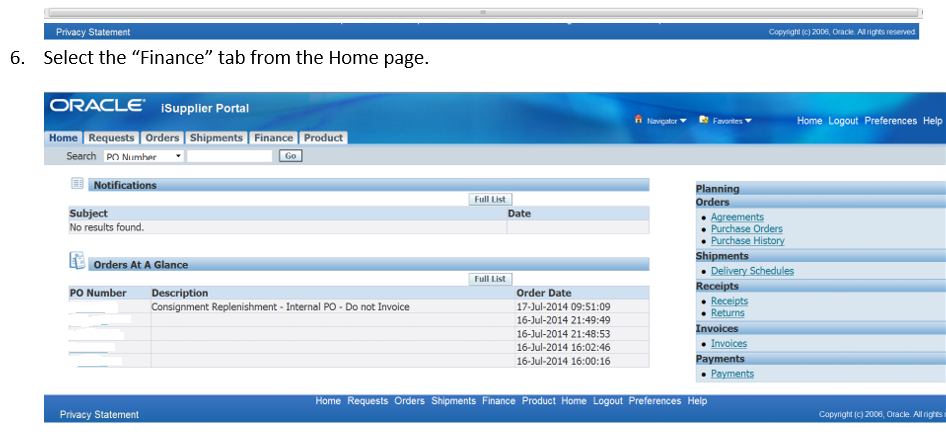 Privacy Statement Copyright (c) 2006, Oracle. All rights reserved.
6. Select the “Finance” tab from the Home page.
ORACLE® iSupplier Portal
Navigator Favorites Home Logout Preferences Help
Home Requests Orders Shipments Finance Product
Search PO Number Go
Notifications
Full List
Subject Date
No results found.
Orders At A Glance
Full List
PO Number Description Order Date
Consignment Replenishment - Internal PO - Do not Invoice 17-Jul-2014 09:51:09
16-Jul-2014 21:49:49
16-Jul-2014 21:48:53
16-Jul-2014 16:02:46
16-Jul-2014 16:00:16
Planning
Orders
• Agreements
• Purchase Orders
• Purchase History
Shipments
• Delivery Schedules
Receipts
• Receipts
• Returns
Invoices
• Invoices
Payments
• Payments
Home Requests Orders Shipments Finance Product Home Logout Preferences Help
Privacy Statement Copyright (c) 2006, Oracle. All rights